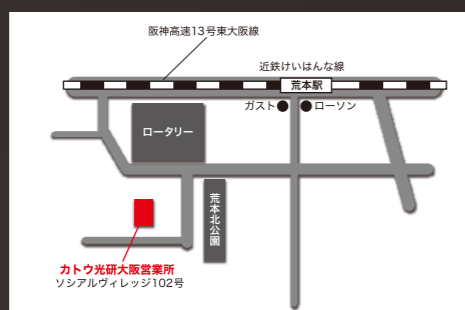 阪神高速13号東大阪線
近鉄けいはんな線
荒本駅
ガスト
ローソン
ロータリー
荒本北公園
カトウ光研大阪営業所
ソシアルヴィレッジ102号